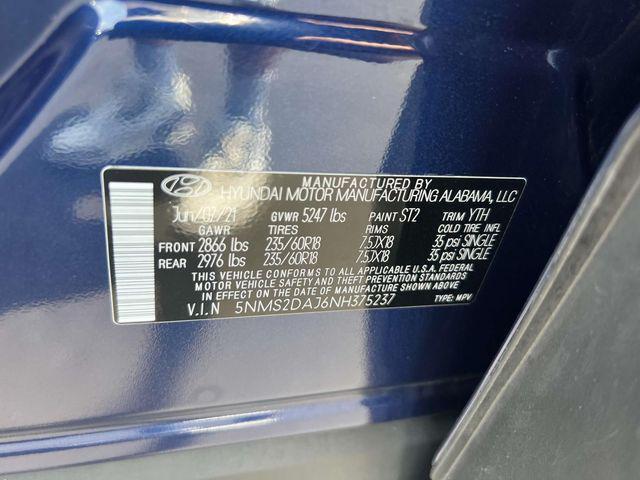 MANUFACTURED BY
HYUNDAI MOTOR MANUFACTURING ALABAMA, LLC
Jun/07/21 GVWR 5247 lbs PAINT ST2 TRIM YTH
GAWR TIRES RIMS COLD TIRE INFL
FRONT 2866 lbs 235/60R18 7.5JX18 35 psi SINGLE
REAR 2976 lbs 235/60R18 7.5JX18 35 psi SINGLE
THIS VEHICLE CONFORMS TO ALL APPLICABLE U.S.A. FEDERAL
MOTOR VEHICLE SAFETY AND THEFT PREVENTION STANDARDS
IN EFFECT ON THE DATE OF MANUFACTURE SHOWN ABOVE
V.I.N 5NMS2DAJ6NH375237 TYPE: MPV